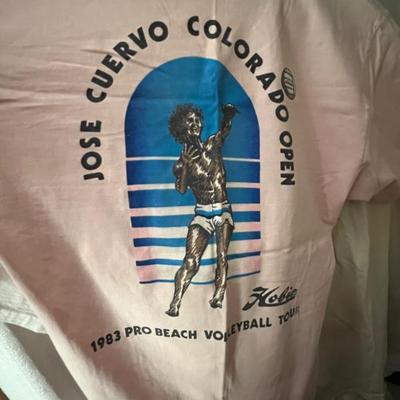 JOSE CUERVO COLORADO OPEN
Hobie
1983 PRO BEACH VOLLEYBALL TOUR